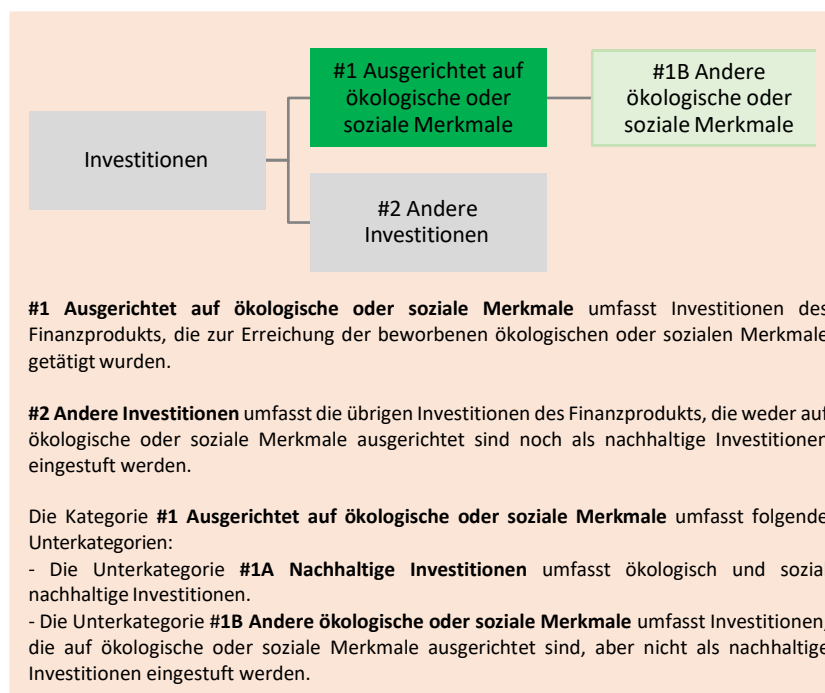 #1 Ausgerichtet auf
ökologische oder
soziale Merkmale
#1B Andere
ökologische oder
soziale Merkmale
Investitionen
#2 Andere
Investitionen
#1 Ausgerichtet auf ökologische oder soziale Merkmale umfasst Investitionen des
Finanzprodukts, die zur Erreichung der beworbenen ökologischen oder sozialen Merkmale
getätigt wurden.
#2 Andere Investitionen umfasst die übrigen Investitionen des Finanzprodukts, die weder auf
ökologische oder soziale Merkmale ausgerichtet sind noch als nachhaltige Investitionen
eingestuft werden.
Die Kategorie #1 Ausgerichtet auf ökologische oder soziale Merkmale umfasst folgende
Unterkategorien:
- Die Unterkategorie #1A Nachhaltige Investitionen umfasst ökologisch und sozia
nachhaltige Investitionen.
- Die Unterkategorie #1B Andere ökologische oder soziale Merkmale umfasst Investitionen,
die auf ökologische oder soziale Merkmale ausgerichtet sind, aber nicht als nachhaltige
Investitionen eingestuft werden.